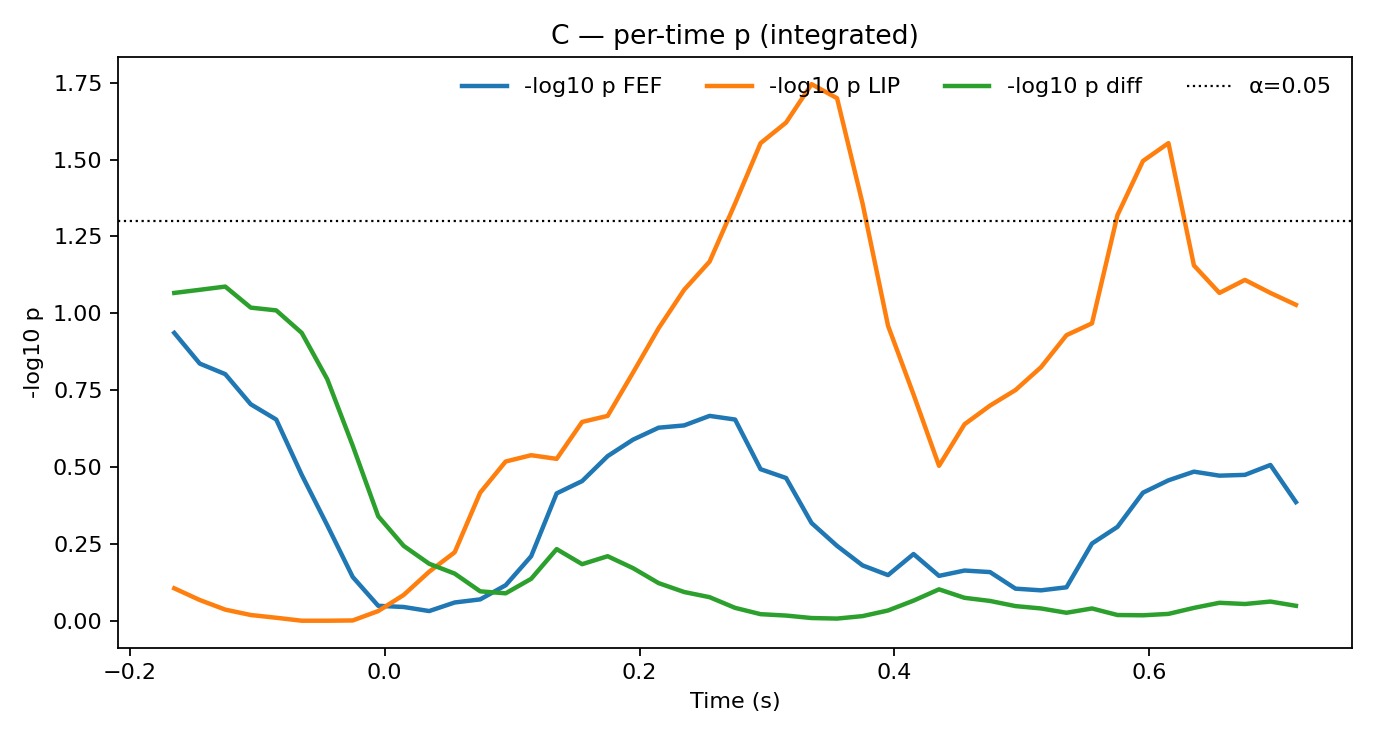 C — per-time p (integrated)
-log10 p FEF
-log10 p LIP
-log10 p diff
α=0.05
1.75
1.50
1.25
1.00
0.75
0.50
0.25
0.00
-log10 p
−0.2
0.0
0.2
0.4
0.6
Time (s)